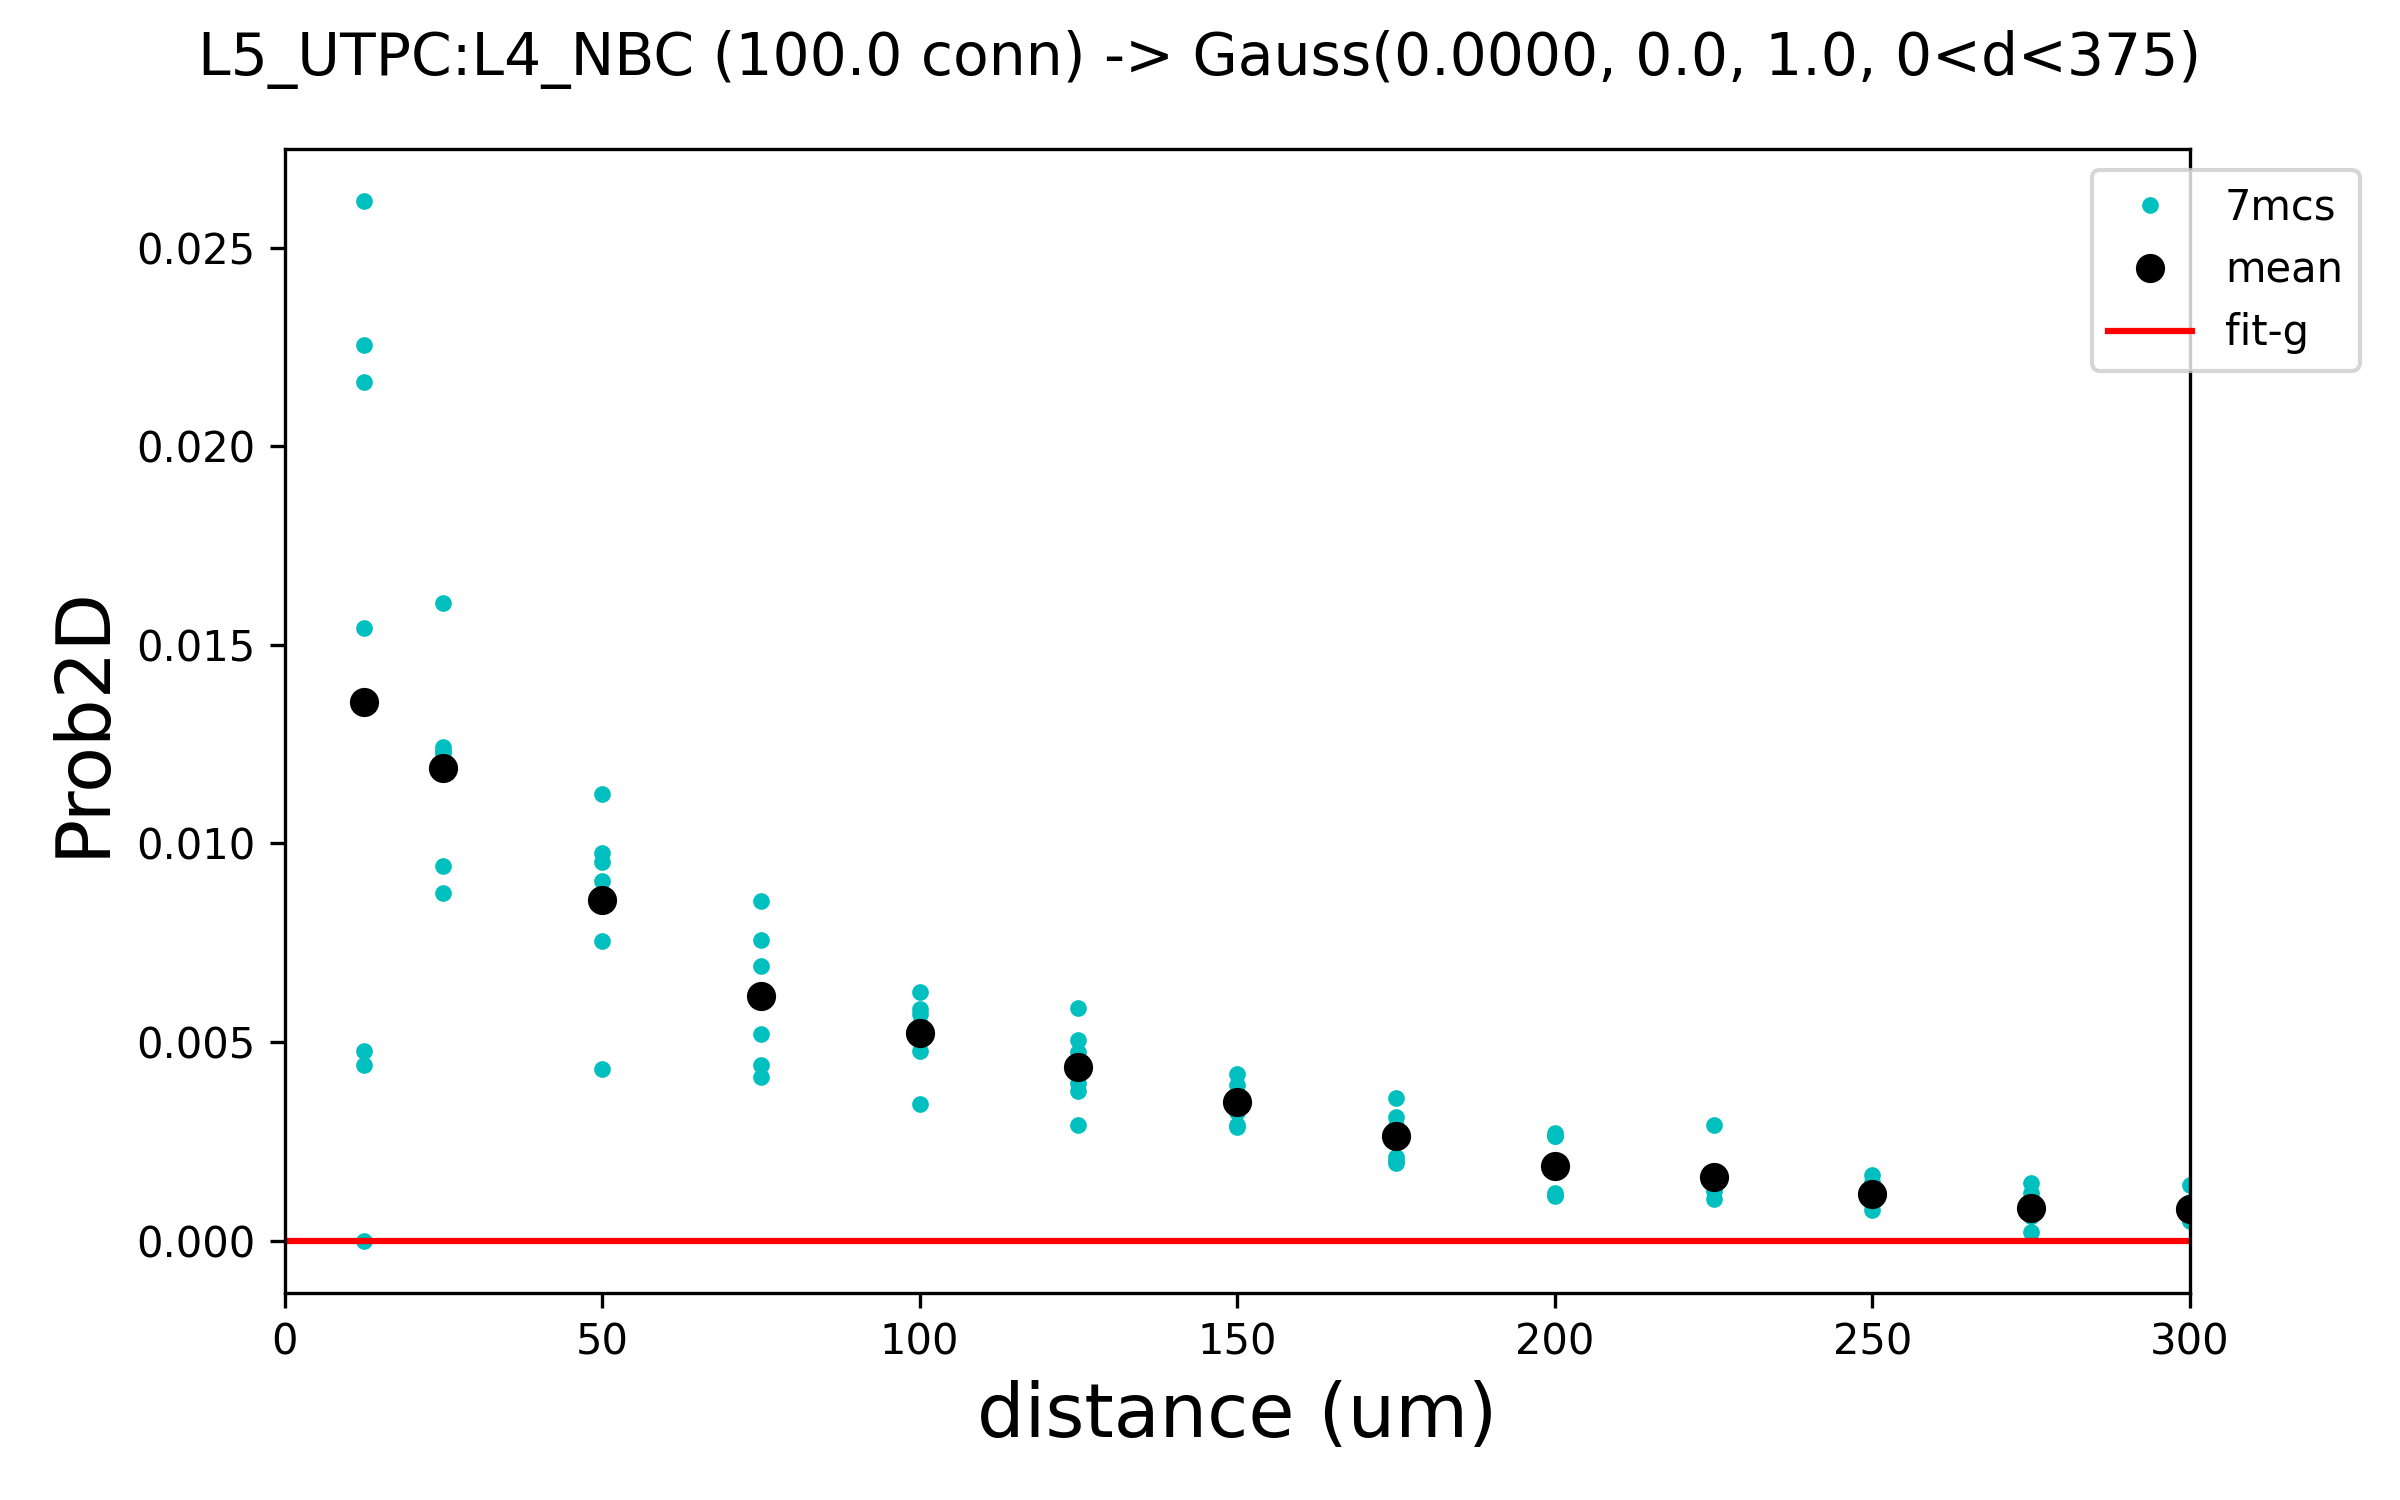 L5_UTPC:L4_NBC (100.0 conn) -> Gauss(0.0000, 0.0, 1.0, 0<d<375)
7mcs
mean
fit-g
Prob2D
0.025
0.020
0.015
0.010
0.005
0.000
0 50 100 150 200 250 300
distance (um)